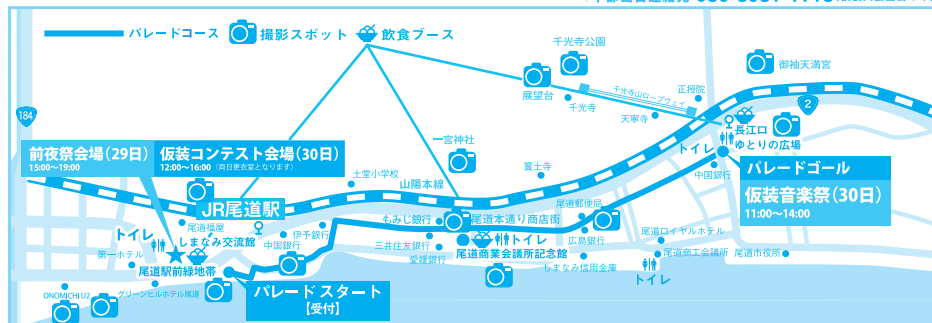 パレードコース
撮影スポット
飲食ブース
千光寺公園
御袖天満宮
展望台
千光寺山ロープウェイ
正授院
千光寺
天寧寺
184
2
長江口
ゆとりの広場
トイレ
一宮神社
前夜祭会場(29日)
15:00〜19:00
仮装コンテスト会場(30日)
12:00〜16:00(両日更衣室となります)
パレードゴール
仮装音楽祭(30日)
11:00〜14:00
中国銀行
宝土寺
土堂小学校
山陽本線
JR尾道駅
尾道福屋
もみじ銀行
尾道本通り商店街
尾道郵便局
伊予銀行
中国銀行
しまなみ交流館
トイレ
第一ホテル
三井住友銀行
愛媛銀行
トイレ
尾道商業会議所記念館
広島銀行
しまなみ信用金庫
尾道ロイヤルホテル
尾道商工会議所
尾道市役所
トイレ
尾道駅前緑地帯
パレード スタート
【受付】
ONOMICHI U2
グリーンヒルホテル尾道